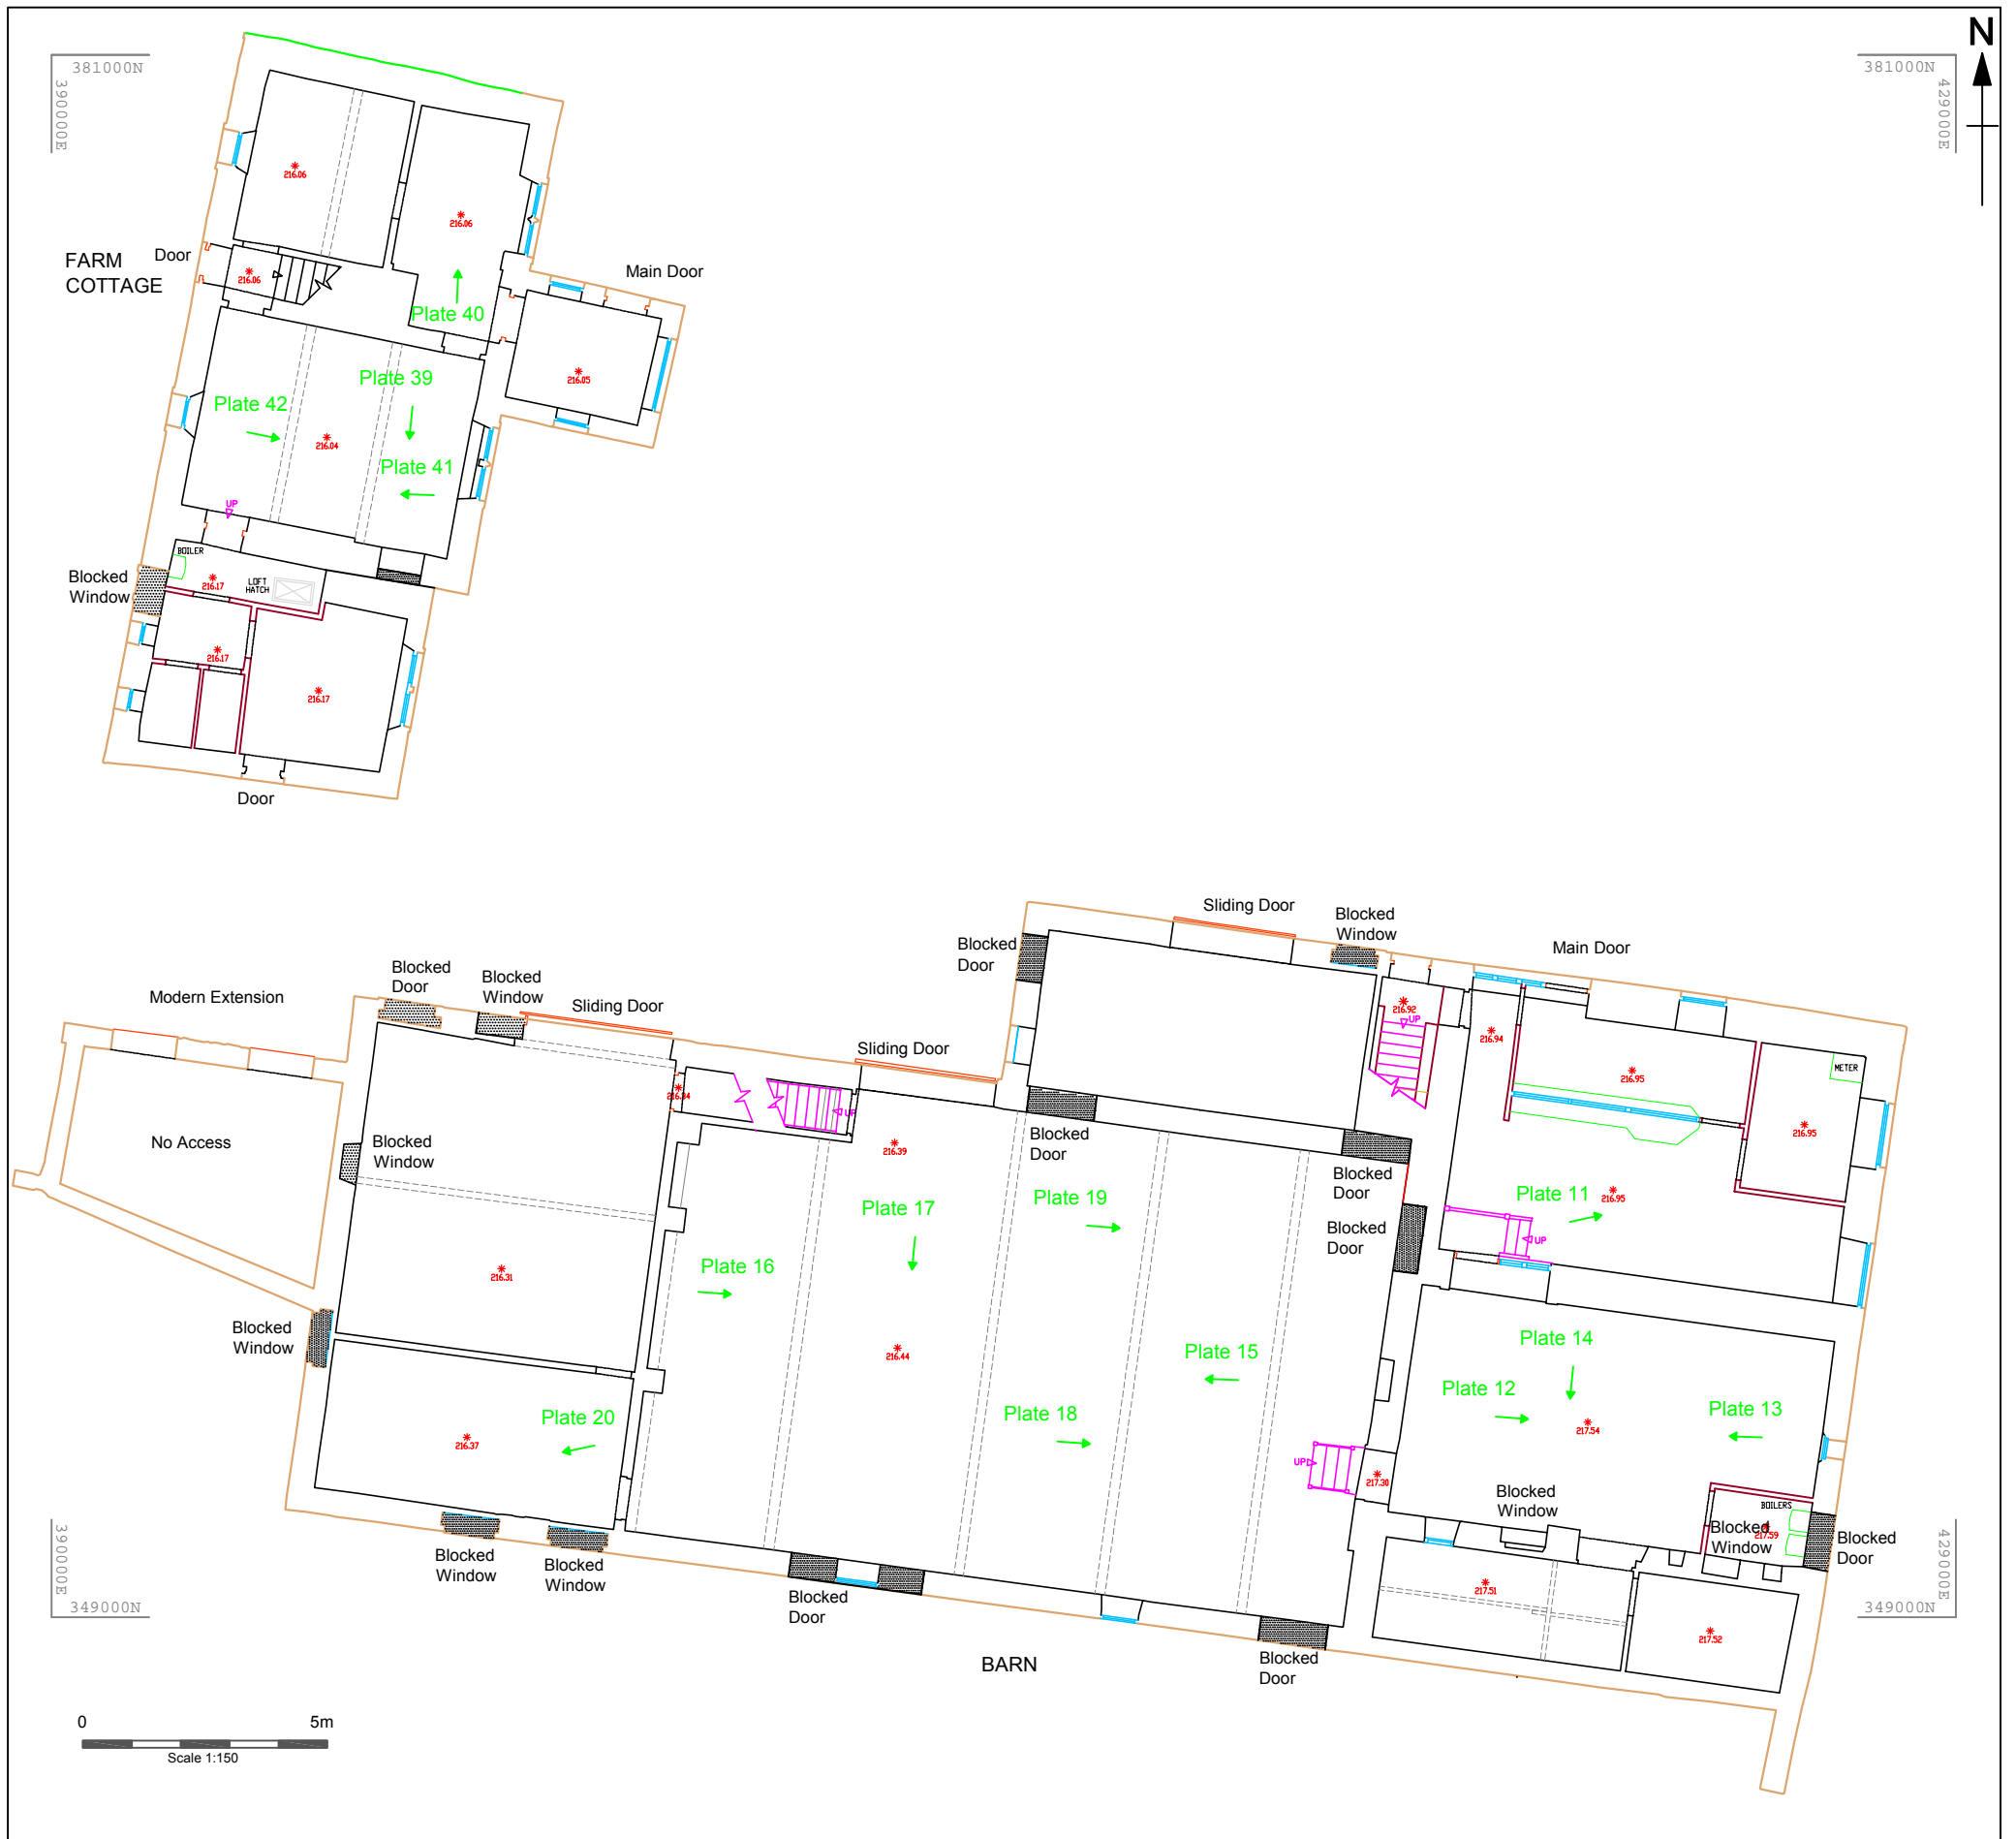 N
381000N
381000N
390000E
429000E
216.06
216.06
FARM
COTTAGE
Door
216.06
Main Door
Plate 40
216.05
Plate 39
Plate 42
216.04
Plate 41
UP
BOILER
Blocked
Window
216.17
LOFT
HATCH
216.17
216.17
Door
Sliding Door
Blocked
Window
Blocked
Door
Main Door
Blocked
Door
Blocked
Window
Modern Extension
Sliding Door
216.92
UP
216.94
Sliding Door
216.95
METER
216.34
UP
No Access
Blocked
Window
216.39
Blocked
Door
216.95
Blocked
Door
Plate 17
Plate 19
Plate 11
216.95
Blocked
Door
UP
Plate 16
216.31
Blocked
Window
216.44
Plate 15
Plate 14
Plate 12
Plate 13
Plate 20
Plate 18
217.54
216.37
UP
217.30
Blocked
Window
BOILERS
Blocked
Window
217.59
Blocked
Door
Blocked
Window
Blocked
Window
Blocked
Door
217.51
217.52
Blocked
Door
BARN
390000E
349000N
429000E
349000N
0 5m
Scale 1:150